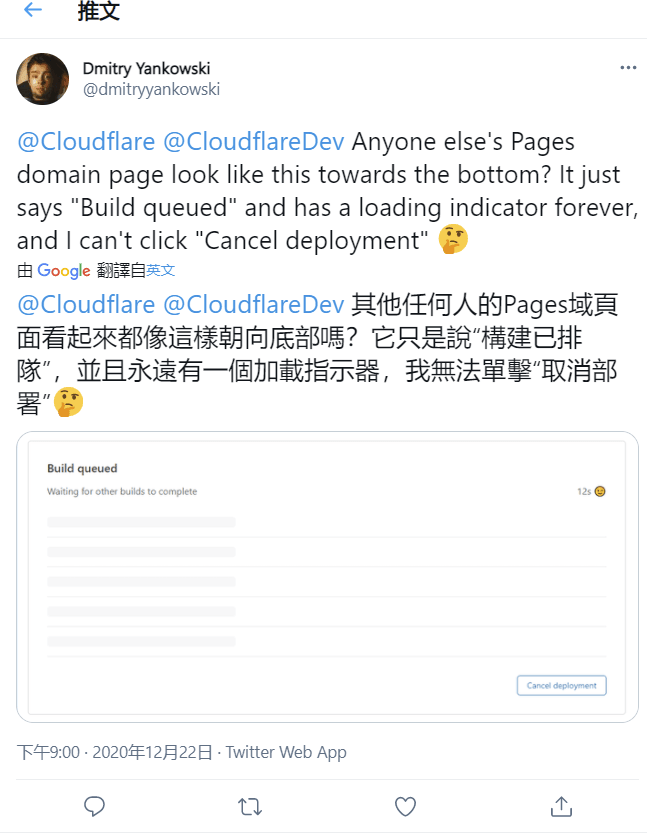 推文
Dmitry Yankowski
@dmitryyankowski
@Cloudflare @CloudflareDev Anyone else's Pages
domain page look like this towards the bottom? It just
says "Build queued" and has a loading indicator forever,
and I can't click "Cancel deployment" 🤔
由 Google 翻譯自英文
@Cloudflare @CloudflareDev 其他任何人的Pages域頁
面看起來都像這樣朝向底部嗎？它只是說“構建已排
隊”，並且永遠有一個加載指示器，我無法單擊“取消部
署”🤔
Build queued
Waiting for other builds to complete
12s
Cancel deployment
下午9:00 · 2020年12月22日 · Twitter Web App